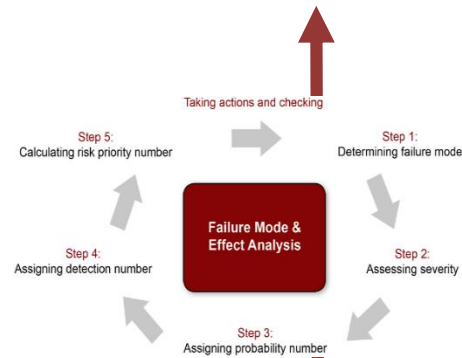 Taking actions and checking
Step 5:
Calculating risk priority number
Step 1:
Determining failure mode
Failure Mode &
Effect Analysis
Step 4:
Assigning detection number
Step 2:
Assessing severity
Step 3:
Assigning probability number